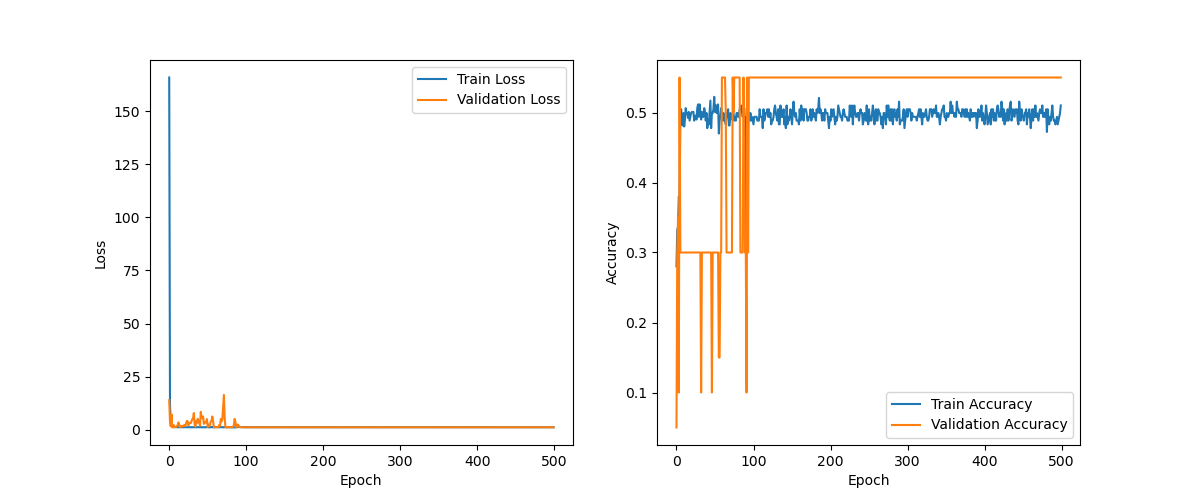 Train Loss
Validation Loss
150
125
100
75
50
25
0
Loss
0 100 200 300 400 500
Epoch
0.5
0.4
0.3
0.2
0.1
Accuracy
Train Accuracy
Validation Accuracy
0 100 200 300 400 500
Epoch